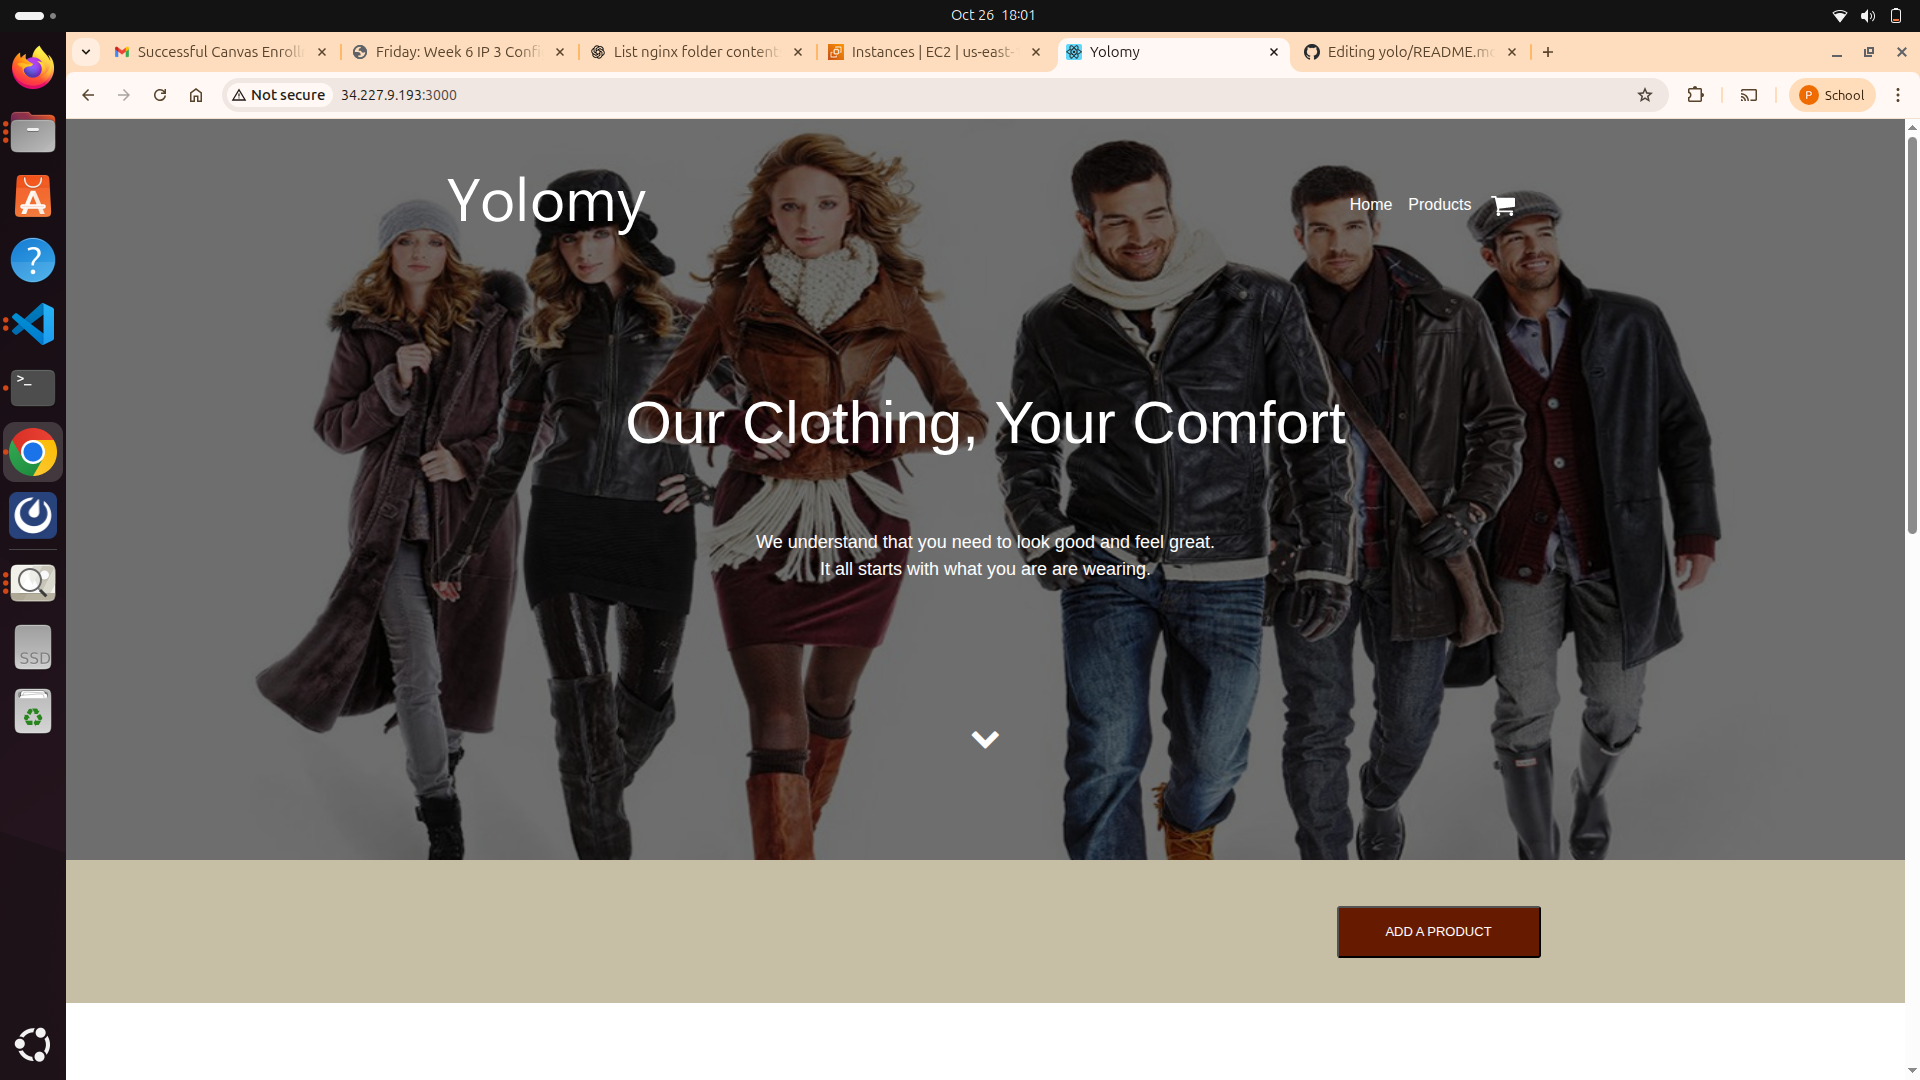 Oct 26 18:01
Successful Canvas Enroll
Friday: Week 6 IP 3 Confi
List nginx folder content
Instances | EC2 | us-east-
Yolomy
Editing yolo/README.m
Not secure
34.227.9.193:3000
P
School
Yolomy
Home
Products
Our Clothing, Your Comfort
We understand that you need to look good and feel great.
It all starts with what you are are wearing.
ADD A PRODUCT
SSD